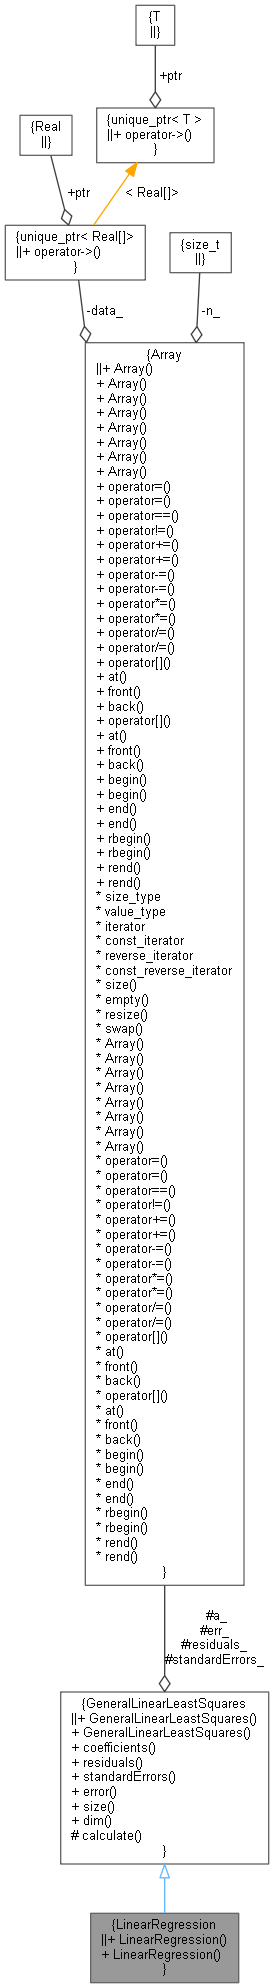 {T
||}
+ptr
{unique_ptr< T >
||+ operator->()
}
{Real
||}
+ptr
< Real[]>
{unique_ptr< Real[]>
||+ operator->()
}
{size_t
||}
-data_
-n_
{Array
||+ Array()
+ Array()
+ Array()
+ Array()
+ Array()
+ Array()
+ Array()
+ Array()
+ operator=()
+ operator=()
+ operator==()
+ operator!=()
+ operator+=()
+ operator+=()
+ operator-=()
+ operator-=()
+ operator*=()
+ operator*=()
+ operator/=()
+ operator/=()
+ operator[]()
+ at()
+ front()
+ back()
+ operator[]()
+ at()
+ front()
+ back()
+ begin()
+ begin()
+ end()
+ end()
+ rbegin()
+ rbegin()
+ rend()
+ rend()
* size_type
* value_type
* iterator
* const_iterator
* reverse_iterator
* const_reverse_iterator
* size()
* empty()
* resize()
* swap()
* Array()
* Array()
* Array()
* Array()
* Array()
* Array()
* Array()
* Array()
* operator=()
* operator=()
* operator==()
* operator!=()
* operator+=()
* operator+=()
* operator-=()
* operator-=()
* operator*=()
* operator*=()
* operator/=()
* operator/=()
* operator[]()
* at()
* front()
* back()
* operator[]()
* at()
* front()
* back()
* begin()
* begin()
* end()
* end()
* rbegin()
* rbegin()
* rend()
* rend()
}
#a_
#err_
#residuals_
#standardErrors_
{GeneralLinearLeastSquares
||+ GeneralLinearLeastSquares()
+ GeneralLinearLeastSquares()
+ coefficients()
+ residuals()
+ standardErrors()
+ error()
+ size()
+ dim()
# calculate()
}
{LinearRegression
||+ LinearRegression()
+ LinearRegression()
}